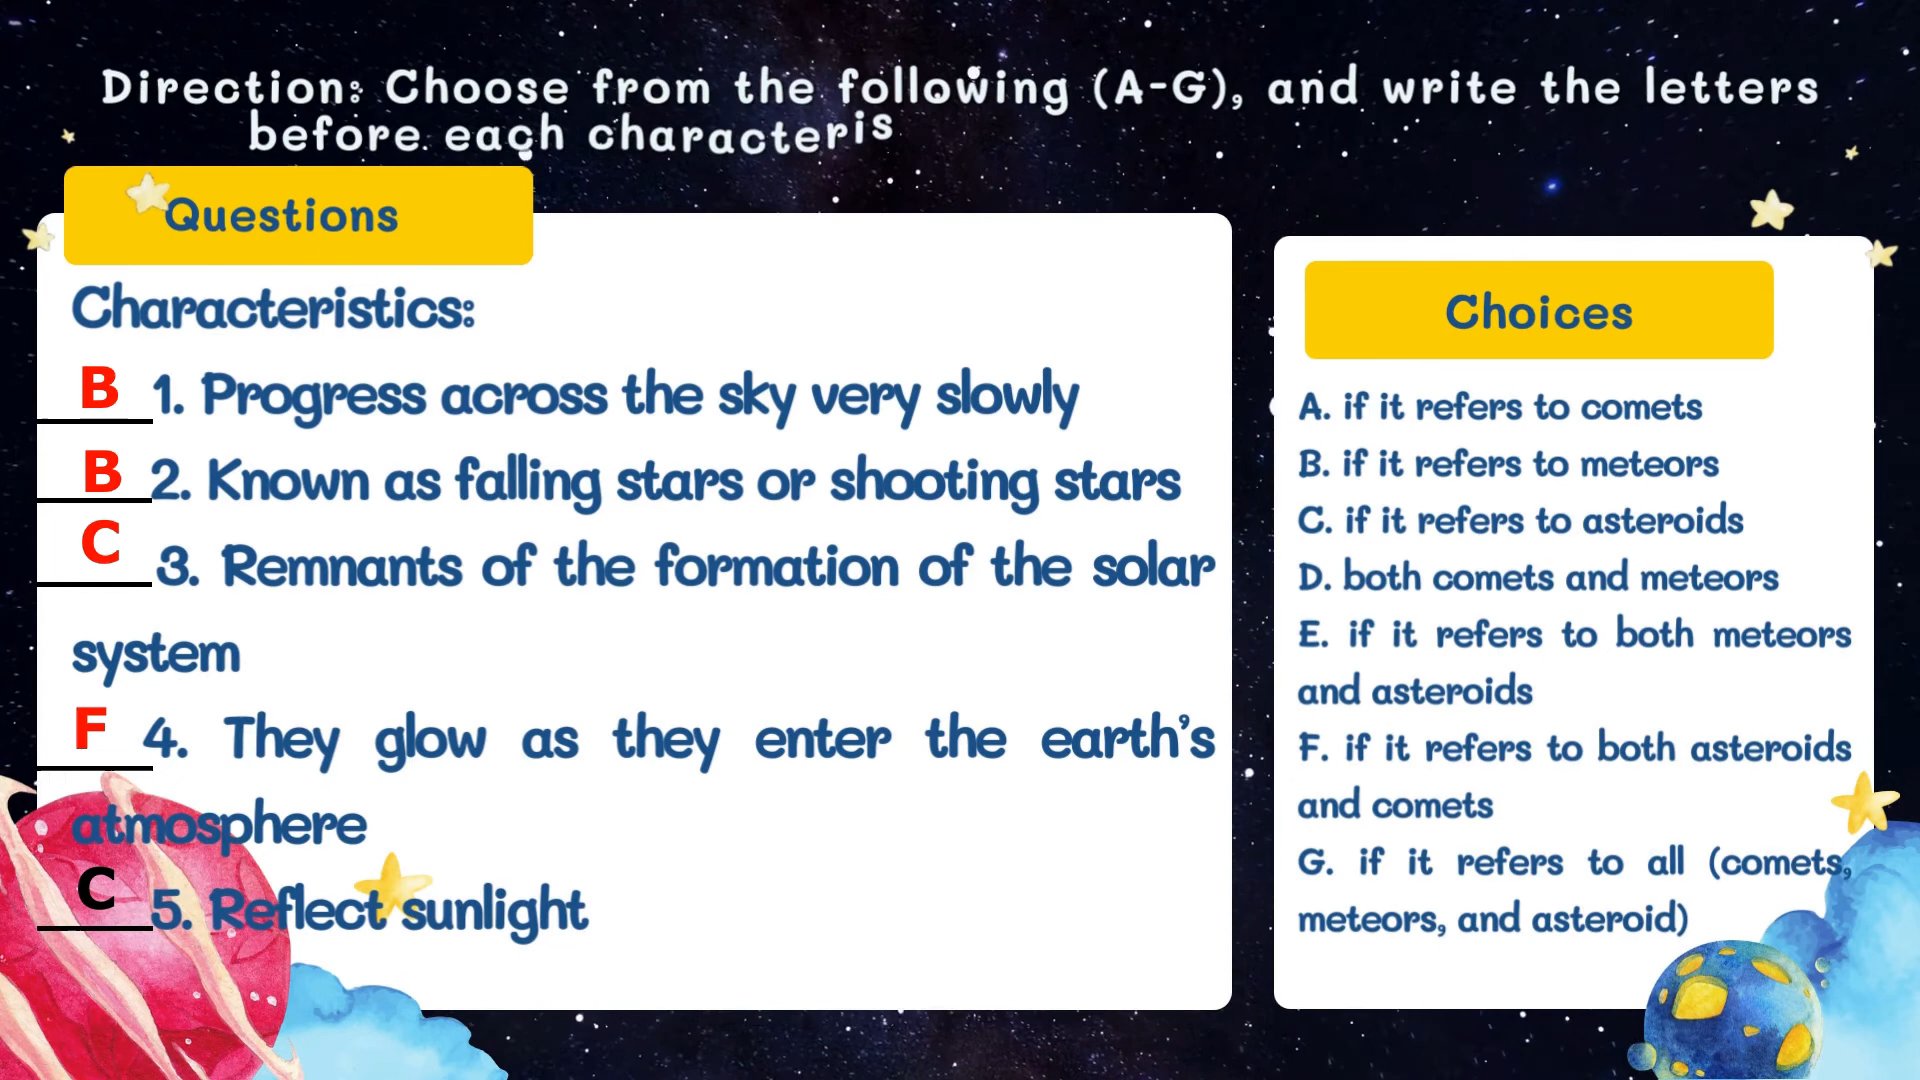 Direction: Choose from the following (A-G), and write the letters
before each characteris
Questions
Characteristics:
B 1. Progress across the sky very slowly
B 2. Known as falling stars or shooting stars
C 3. Remnants of the formation of the solar
system
F 4. They glow as they enter the earth's
atmosphere
C 5. Reflect sunlight
Choices
A. if it refers to comets
B. if it refers to meteors
C. if it refers to asteroids
D. both comets and meteors
E. if it refers to both meteors
and asteroids
F. if it refers to both asteroids
and comets
G. if it refers to all (comets,
meteors, and asteroid)